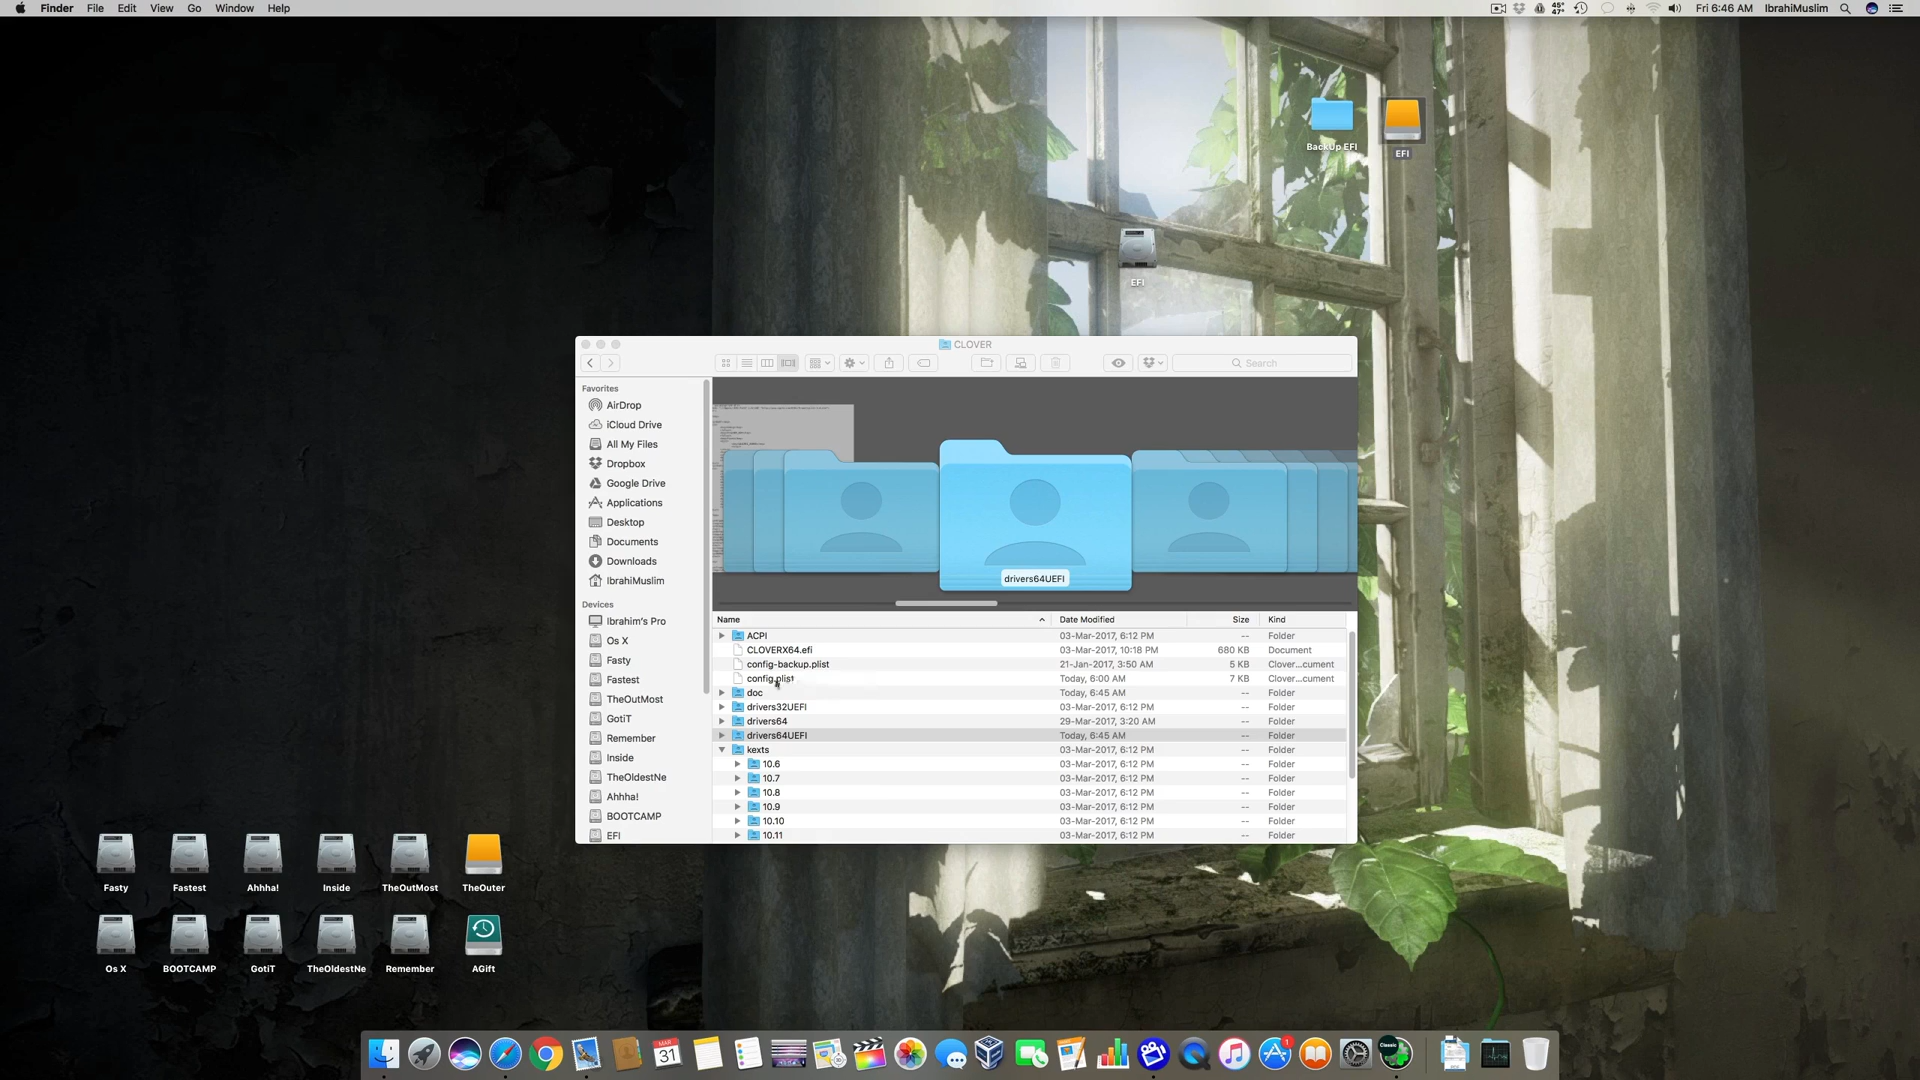 Finder File Edit View Go Window Help
45° 47° Fri 6:46 AM IbrahiMuslim
BackUp EFI
EFI
EFI
CLOVER
Search
Favorites
AirDrop
iCloud Drive
All My Files
Dropbox
Google Drive
Applications
Desktop
Documents
Downloads
IbrahiMuslim
Devices
Ibrahim's Pro
Os X
Fasty
Fastest
TheOutMost
GotiT
Remember
Inside
TheOldestNe
Ahhha!
BOOTCAMP
EFI
drivers64UEFI
Name Date Modified Size Kind
ACPI 03-Mar-2017, 6:12 PM -- Folder
CLOVERX64.efi 03-Mar-2017, 10:18 PM 680 KB Document
config-backup.plist 21-Jan-2017, 3:50 AM 5 KB Clover...cument
config.plist Today, 6:00 AM 7 KB Clover...cument
doc Today, 6:45 AM -- Folder
drivers32UEFI 03-Mar-2017, 6:12 PM -- Folder
drivers64 29-Mar-2017, 3:20 AM -- Folder
drivers64UEFI Today, 6:45 AM -- Folder
kexts 03-Mar-2017, 6:12 PM -- Folder
10.6 03-Mar-2017, 6:12 PM -- Folder
10.7 03-Mar-2017, 6:12 PM -- Folder
10.8 03-Mar-2017, 6:12 PM -- Folder
10.9 03-Mar-2017, 6:12 PM -- Folder
10.10 03-Mar-2017, 6:12 PM -- Folder
10.11 03-Mar-2017, 6:12 PM -- Folder
Fasty Fastest Ahhha! Inside TheOutMost TheOuter
Os X BOOTCAMP GotiT TheOldestNe Remember AGift
MAR
31
1
Classic